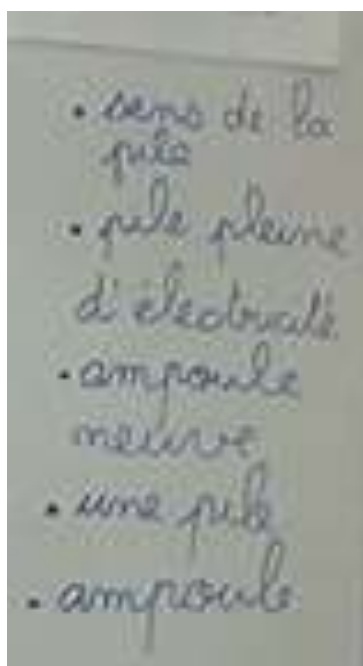 • sens de la
pile
• pile pleine
d'électricité
• ampoule
neuve
• une pile
• ampoule